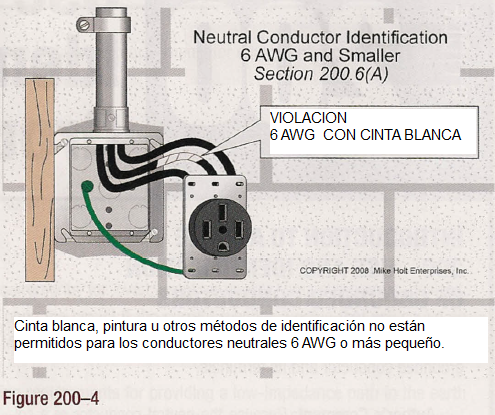 Neutral Conductor Identification
6 AWG and Smaller
Section 200.6(A)
VIOLACION
6 AWG CON CINTA BLANCA
COPYRIGHT 2008 Mike Holt Enterprises, Inc.
Cinta blanca, pintura u otros métodos de identificación no están
permitidos para los conductores neutrales 6 AWG o más pequeño.
Figure 200–4